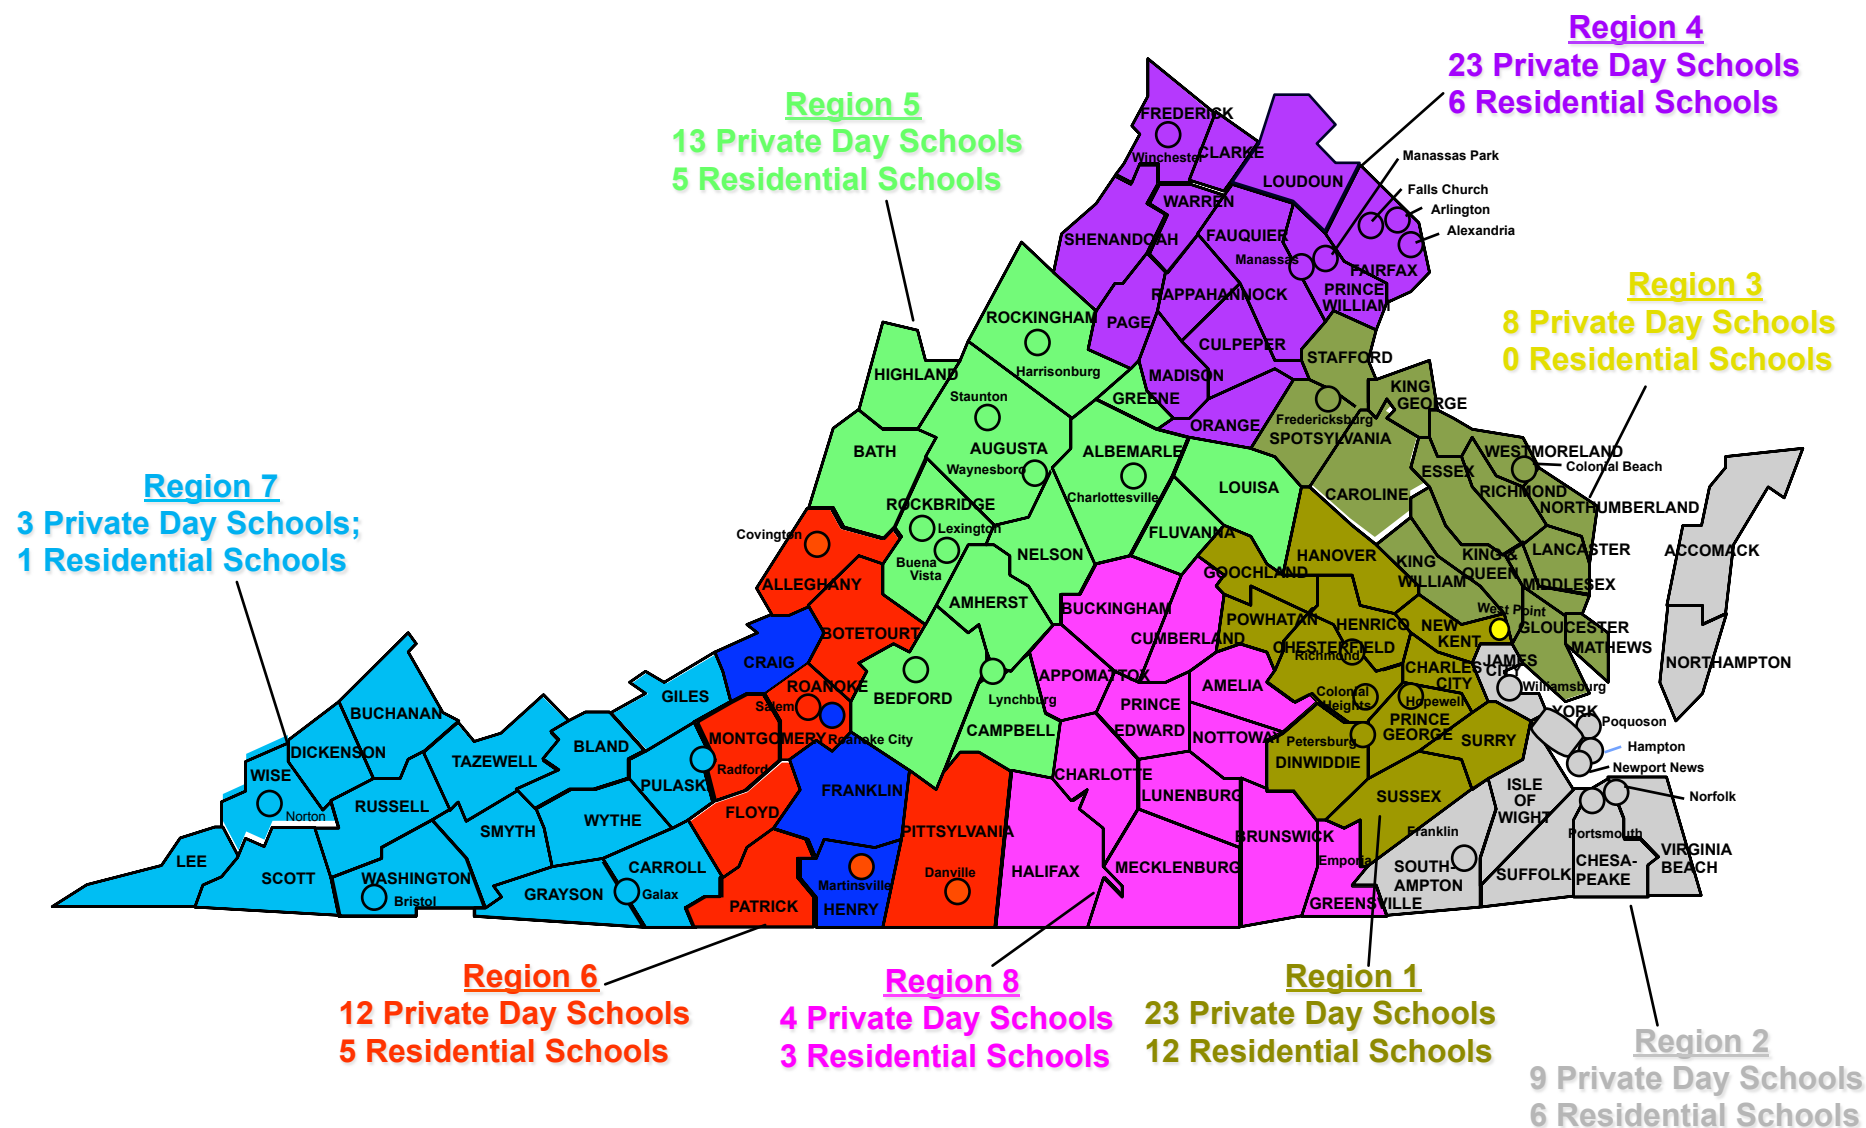 Region 4
23 Private Day Schools
6 Residential Schools
Region 5
13 Private Day Schools
5 Residential Schools
Region 3
8 Private Day Schools
0 Residential Schools
Region 7
3 Private Day Schools;
1 Residential Schools
Region 6
12 Private Day Schools
5 Residential Schools
Region 8
4 Private Day Schools
3 Residential Schools
Region 1
23 Private Day Schools
12 Residential Schools
Region 2
9 Private Day Schools
6 Residential Schools
FREDERICK
Winchester
CLARKE
LOUDOUN
Manassas Park
Falls Church
Arlington
Alexandria
WARREN
SHENANDOAH
FAUQUIER
Manassas
FAIRFAX
PRINCE
WILLIAM
RAPPAHANNOCK
PAGE
CULPEPER
MADISON
ORANGE
ROCKINGHAM
Harrisonburg
HIGHLAND
Staunton
AUGUSTA
Waynesboro
GREENE
ALBEMARLE
Charlottesville
BATH
ROCKBRIDGE
Lexington
Buena
Vista
NELSON
LOUISA
FLUVANNA
AMHERST
BEDFORD
Lynchburg
CAMPBELL
STAFFORD
KING
GEORGE
Fredericksburg
SPOTSYLVANIA
WESTMORELAND
Colonial Beach
ESSEX
RICHMOND
NORTHUMBERLAND
CAROLINE
LANCASTER
KING
WILLIAM
KING &
QUEEN
MIDDLESEX
West Point
GLOUCESTER
MATHEWS
ACCOMACK
NORTHAMPTON
HANOVER
GOOCHLAND
POWHATAN
HENRICO
CHESTERFIELD
Richmond
NEW
KENT
CHARLES
CITY
Colonial
Heights
Hopewell
PRINCE
GEORGE
Petersburg
DINWIDDIE
SURRY
SUSSEX
JAMES
CITY
Williamsburg
YORK
Poquoson
Hampton
Newport News
Norfolk
Portsmouth
VIRGINIA
BEACH
CHESA-
PEAKE
SUFFOLK
ISLE
OF
WIGHT
Franklin
SOUTH-
AMPTON
Emporia
GREENSVILLE
BRUNSWICK
BUCKINGHAM
CUMBERLAND
APPOMATTOX
AMELIA
PRINCE
EDWARD
NOTTOWAY
CHARLOTTE
LUNENBURG
MECKLENBURG
HALIFAX
Covington
ALLEGHANY
BOTETOURT
CRAIG
ROANOKE
Salem
Roanoke City
MONTGOMERY
Radford
FLOYD
FRANKLIN
PITTSYLVANIA
Danville
Martinsville
HENRY
PATRICK
GILES
PULASKI
BLAND
WYTHE
CARROLL
Galax
GRAYSON
SMYTH
TAZEWELL
BUCHANAN
DICKENSON
RUSSELL
WASHINGTON
Bristol
WISE
Norton
SCOTT
LEE